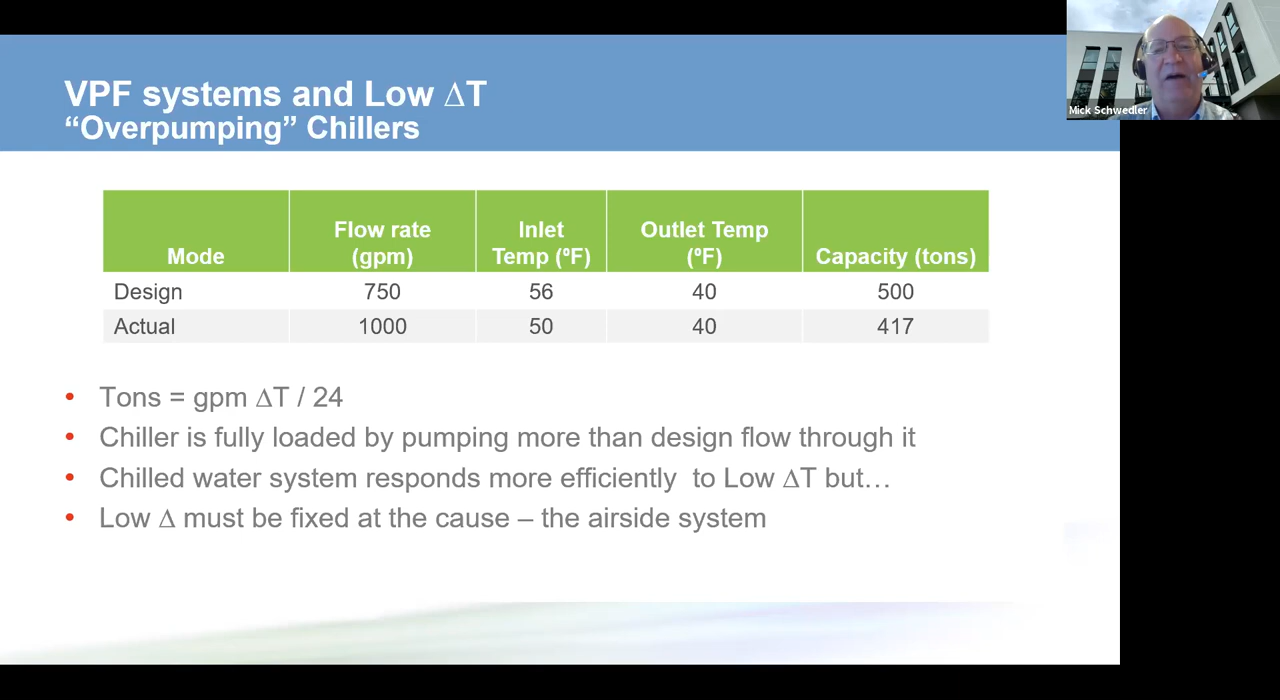 VPF systems and Low ΔT
“Overpumping” Chillers
Mick Schwedler
Mode Flow rate (gpm) Inlet Temp (ºF) Outlet Temp (ºF) Capacity (tons)
Design 750 56 40 500
Actual 1000 50 40 417
• Tons = gpm ΔT / 24
• Chiller is fully loaded by pumping more than design flow through it
• Chilled water system responds more efficiently  to Low ΔT but…
• Low Δ must be fixed at the cause – the airside system